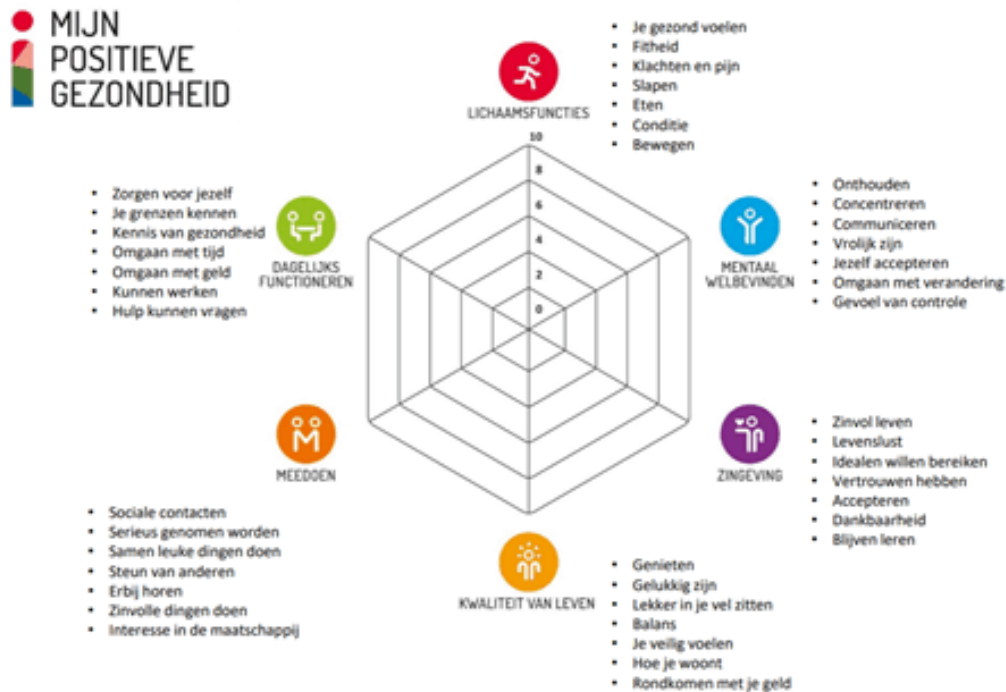 MIJN
POSITIEVE
GEZONDHEID
LICHAAMSFUNCTIES
• Je gezond voelen
• Fitheid
• Klachten en pijn
• Slapen
• Eten
• Conditie
• Bewegen
10
8
6
4
2
0
MENTAAL
WELBEVINDEN
• Onthouden
• Concentreren
• Communiceren
• Vrolijk zijn
• Jezelf accepteren
• Omgaan met verandering
• Gevoel van controle
ZINGEVING
• Zinvol leven
• Levenslust
• Idealen willen bereiken
• Vertrouwen hebben
• Accepteren
• Dankbaarheid
• Blijven leren
KWALITEIT VAN LEVEN
• Genieten
• Gelukkig zijn
• Lekker in je vel zitten
• Balans
• Je veilig voelen
• Hoe je woont
• Rondkomen met je geld
MEEDOEN
• Sociale contacten
• Serieus genomen worden
• Samen leuke dingen doen
• Steun van anderen
• Erbij horen
• Zinvolle dingen doen
• Interesse in de maatschappij
DAGELIJKS
FUNCTIONEREN
• Zorgen voor jezelf
• Je grenzen kennen
• Kennis van gezondheid
• Omgaan met tijd
• Omgaan met geld
• Kunnen werken
• Hulp kunnen vragen